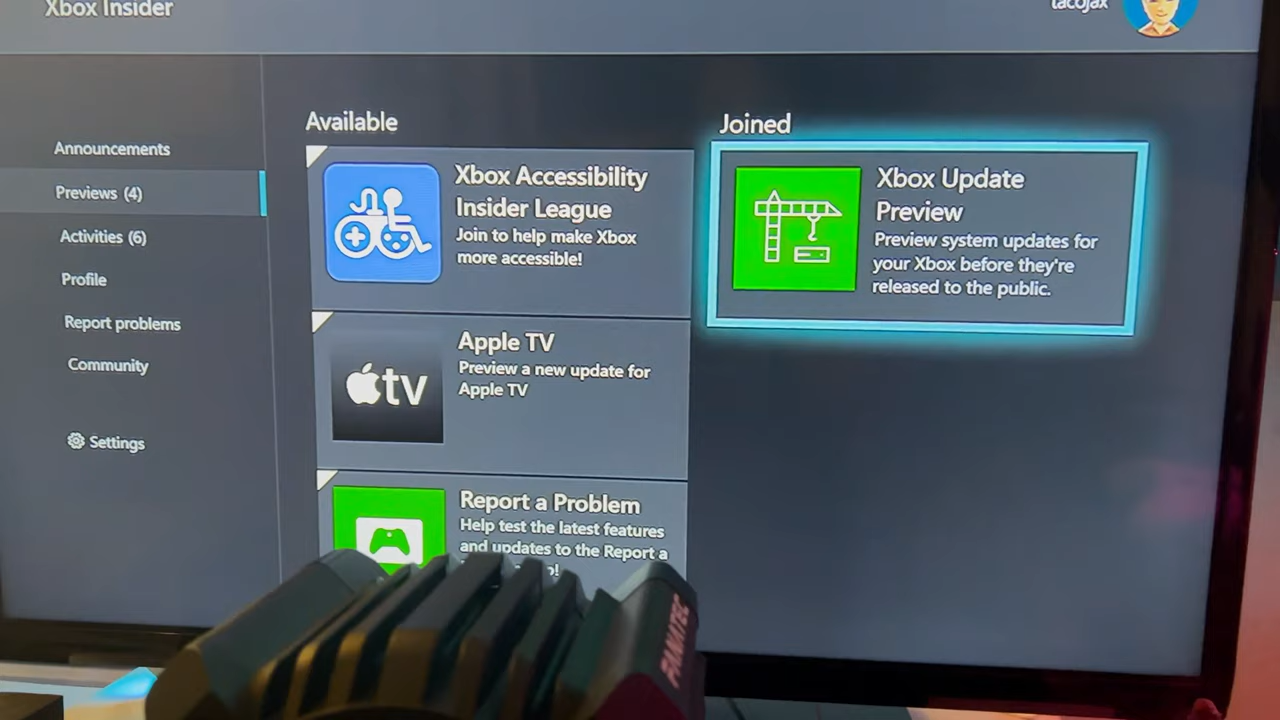 Xbox Insider
tacojax
Announcements
Previews (4)
Activities (6)
Profile
Report problems
Community
Settings
Available
Xbox Accessibility
Insider League
Join to help make Xbox
more accessible!
tv
Apple TV
Preview a new update for
Apple TV
Report a Problem
Help test the latest features
and updates to the Report a
Joined
Xbox Update
Preview
Preview system updates for
your Xbox before they're
released to the public.
FANATEC